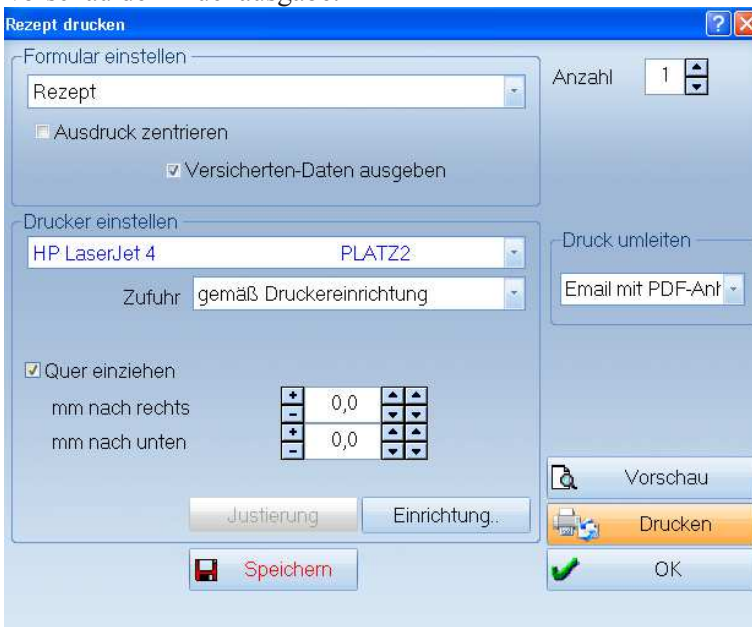 Rezept drucken
Formular einstellen
Rezept
Ausdruck zentrieren
Versicherten-Daten ausgeben
Anzahl 1
Drucker einstellen
HP LaserJet 4 PLATZ2
Zufuhr gemäß Druckereinrichtung
Druck umleiten
Email mit PDF-Anh
Quer einziehen
mm nach rechts 0,0
mm nach unten 0,0
Justierung
Einrichtung..
Speichern
Vorschau
Drucken
OK